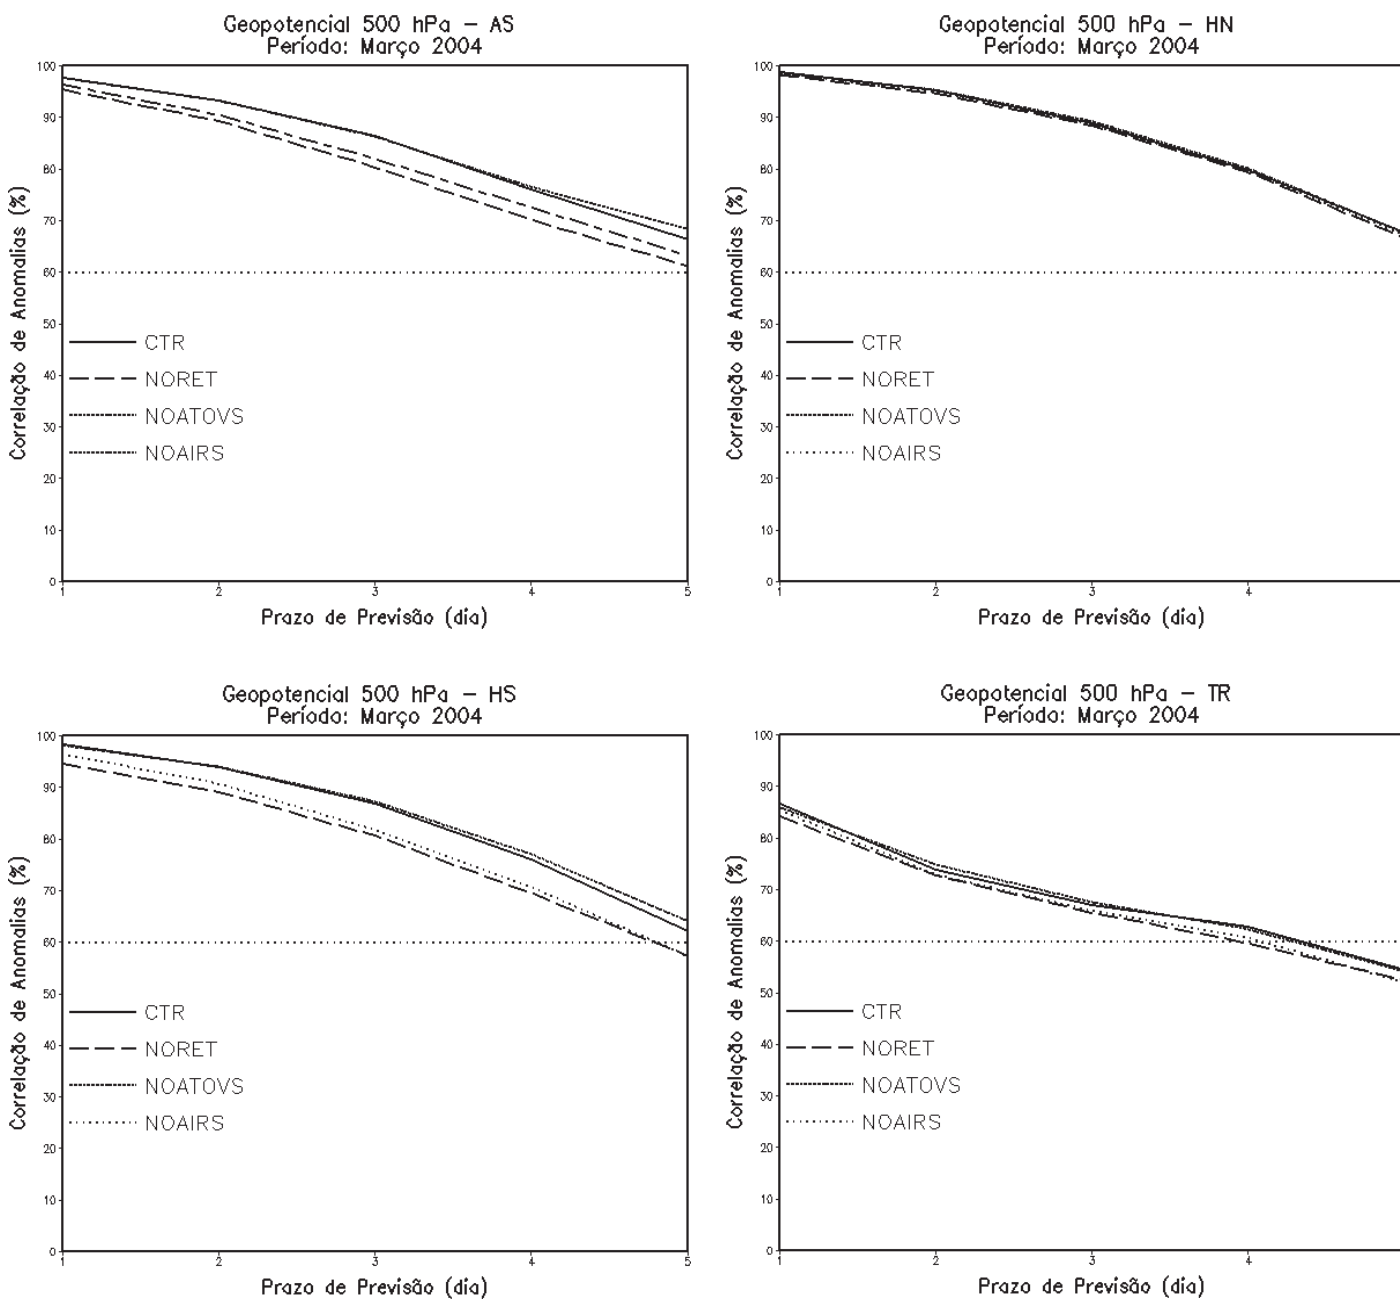 Geopotencial 500 hPa – AS
Período: Março 2004
100
90
80
70
60
50
40
30
20
10
0
Correlação de Anomalias (%)
CTR
NORET
NOATOVS
NOAIRS
1 2 3 4 5
Prazo de Previsão (dia)
Geopotencial 500 hPa – HN
Período: Março 2004
100
90
80
70
60
50
40
30
20
10
0
Correlação de Anomalias (%)
CTR
NORET
NOATOVS
NOAIRS
1 2 3 4
Prazo de Previsão (dia)
Geopotencial 500 hPa – HS
Período: Março 2004
100
90
80
70
60
50
40
30
20
10
0
Correlação de Anomalias (%)
CTR
NORET
NOATOVS
NOAIRS
1 2 3 4 5
Prazo de Previsão (dia)
Geopotencial 500 hPa – TR
Período: Março 2004
100
90
80
70
60
50
40
30
20
10
0
Correlação de Anomalias (%)
CTR
NORET
NOATOVS
NOAIRS
1 2 3 4
Prazo de Previsão (dia)